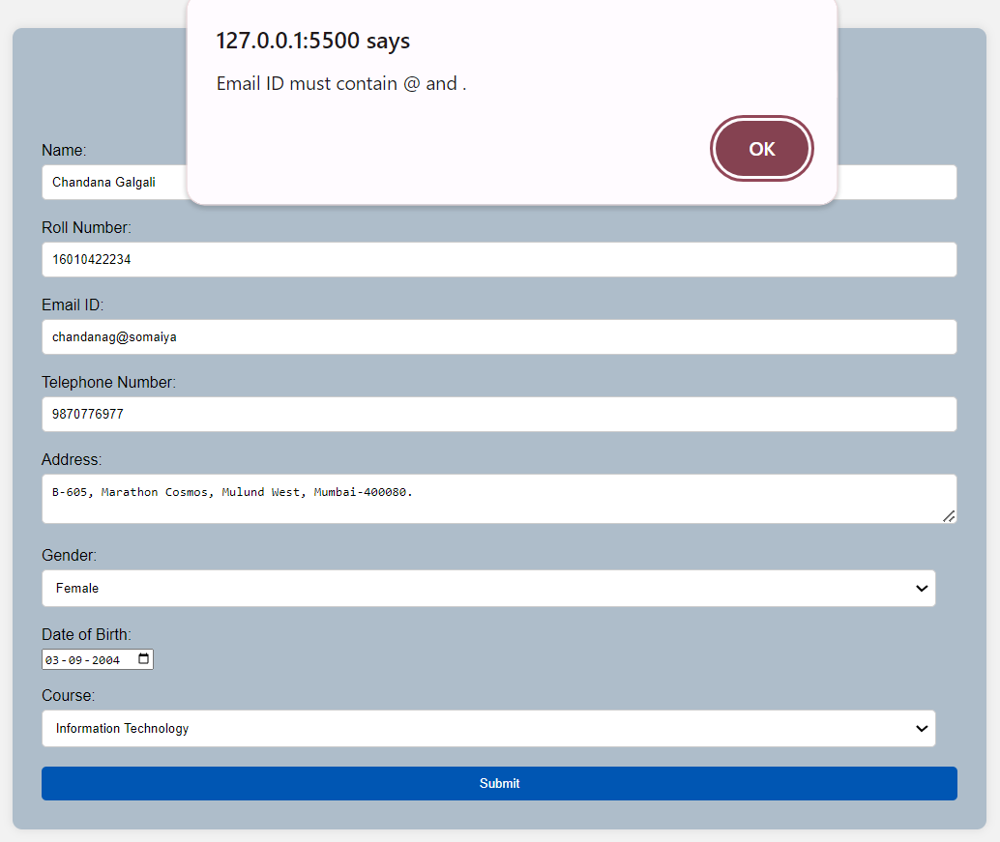 127.0.0.1:5500 says
Email ID must contain @ and .
OK
Name:
Chandana Galgali
Roll Number:
16010422234
Email ID:
chandanag@somaiya
Telephone Number:
9870776977
Address:
B-605, Marathon Cosmos, Mulund West, Mumbai-400080.
Gender:
Female
Date of Birth:
03-09-2004
Course:
Information Technology
Submit